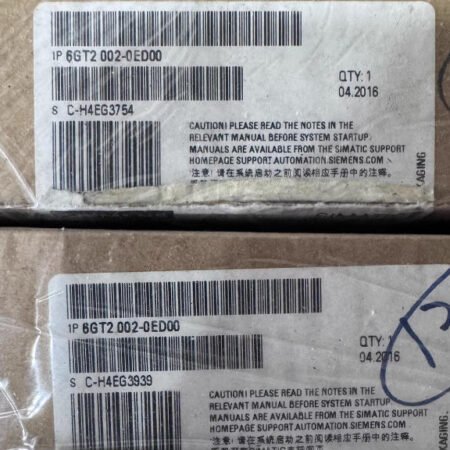 1P 6GT2 002-0ED00
QTY: 1
04.2016
S C-H4EG3754
CAUTION! PLEASE READ THE NOTES IN THE
RELEVANT MANUAL BEFORE SYSTEM STARTUP.
MANUALS ARE AVAILABLE FROM THE SIMATIC SUPPORT
HOMEPAGE SUPPORT.AUTOMATION.SIEMENS.COM
注意! 请在系统启动之前阅读相应手册中的注释。
1P 6GT2 002-0ED00
QTY: 1
04.2016
S C-H4EG3939
CAUTION! PLEASE READ THE NOTES IN THE
RELEVANT MANUAL BEFORE SYSTEM STARTUP.
MANUALS ARE AVAILABLE FROM THE SIMATIC SUPPORT
HOMEPAGE SUPPORT.AUTOMATION.SIEMENS.COM
注意! 请在系统启动之前阅读相应手册中的注释。